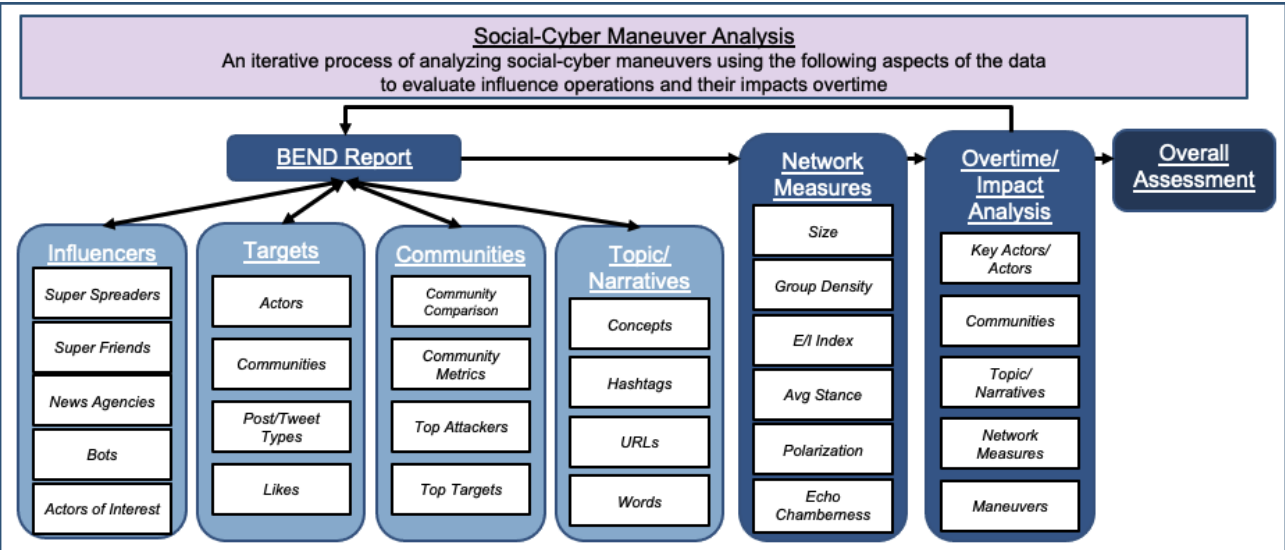 Social-Cyber Maneuver Analysis
An iterative process of analyzing social-cyber maneuvers using the following aspects of the data
to evaluate influence operations and their impacts overtime
BEND Report
Influencers
Super Spreaders
Super Friends
News Agencies
Bots
Actors of Interest
Targets
Actors
Communities
Post/Tweet
Types
Likes
Communities
Community
Comparison
Community
Metrics
Top Attackers
Top Targets
Topic/
Narratives
Concepts
Hashtags
URLs
Words
Network
Measures
Size
Group Density
E/I Index
Avg Stance
Polarization
Echo
Chamberness
Overtime/
Impact
Analysis
Key Actors/
Actors
Communities
Topic/
Narratives
Network
Measures
Maneuvers
Overall
Assessment